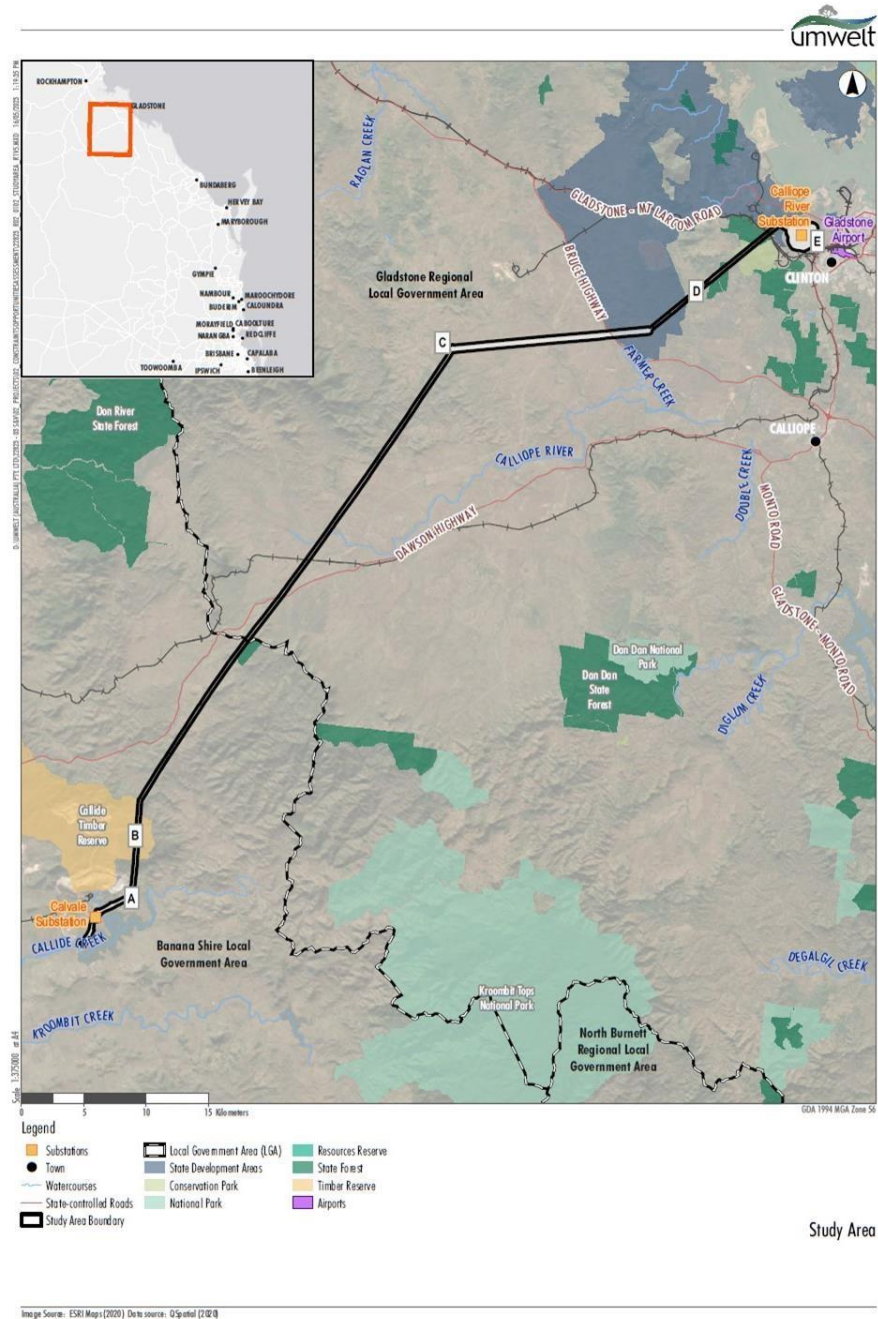 umwelt
ROCKHAMPTON
GLADSTONE
BUNDABERG
HERVEY BAY
MARYBOROUGH
GYMPIE
NAMBOUR
MAROOCHYDORE
BUDERIM
CALOUNDRA
MORAYFIELD
CABOOLTURE
NARANGBA
REDCLIFFE
BRISBANE
CAPALABA
TOOWOOMBA
IPSWICH
BEENLEIGH
RAGLAN CREEK
GLADSTONE - MT LARCOM ROAD
Calliope
River
Substation
E
Gladstone
Airport
CLINTON
BRUCE HIGHWAY
Gladstone Regional
Local Government Area
D
C
FARMER CREEK
Don River
State Forest
CALLIOPE
CALLIOPE RIVER
DOUBLE CREEK
MONTO ROAD
DAWSON HIGHWAY
GLADSTONE - MONTO ROAD
Don Dan National
Park
Don Dan
State
Forest
DIGLUM CREEK
Callide
Timber
Reserve
B
A
Calvale
Substation
CALLIDE CREEK
Banana Shire Local
Government Area
DEGALGIL CREEK
Kroombit Tops
National Park
KROOMBIT CREEK
North Burnett
Regional Local
Government Area
Scale 1:375000 at A4
0 5 10 15 Kilometers
GDA 1994 MGA Zone 56
Legend
Substations
Town
Watercourses
State-controlled Roads
Study Area Boundary
Local Government Area (LGA)
State Development Areas
Conservation Park
National Park
Resources Reserve
State Forest
Timber Reserve
Airports
Study Area
Image Source: ESRI Maps (2020) Data source: QSpatial (2020)